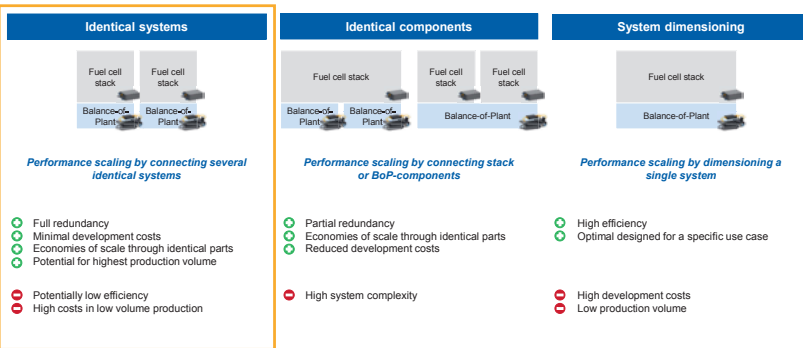 Identical systems
Fuel cell
stack
Fuel cell
stack
Balance-of-
Plant
Balance-of-
Plant
Performance scaling by connecting several
identical systems
Full redundancy
Minimal development costs
Economies of scale through identical parts
Potential for highest production volume
Potentially low efficiency
High costs in low volume production
Identical components
Fuel cell stack
Balance-of-
Plant
Balance-of-
Plant
Fuel cell
stack
Fuel cell
stack
Balance-of-Plant
Performance scaling by connecting stack
or BoP-components
Partial redundancy
Economies of scale through identical parts
Reduced development costs
High system complexity
System dimensioning
Fuel cell stack
Balance-of-Plant
Performance scaling by dimensioning a
single system
High efficiency
Optimal designed for a specific use case
High development costs
Low production volume